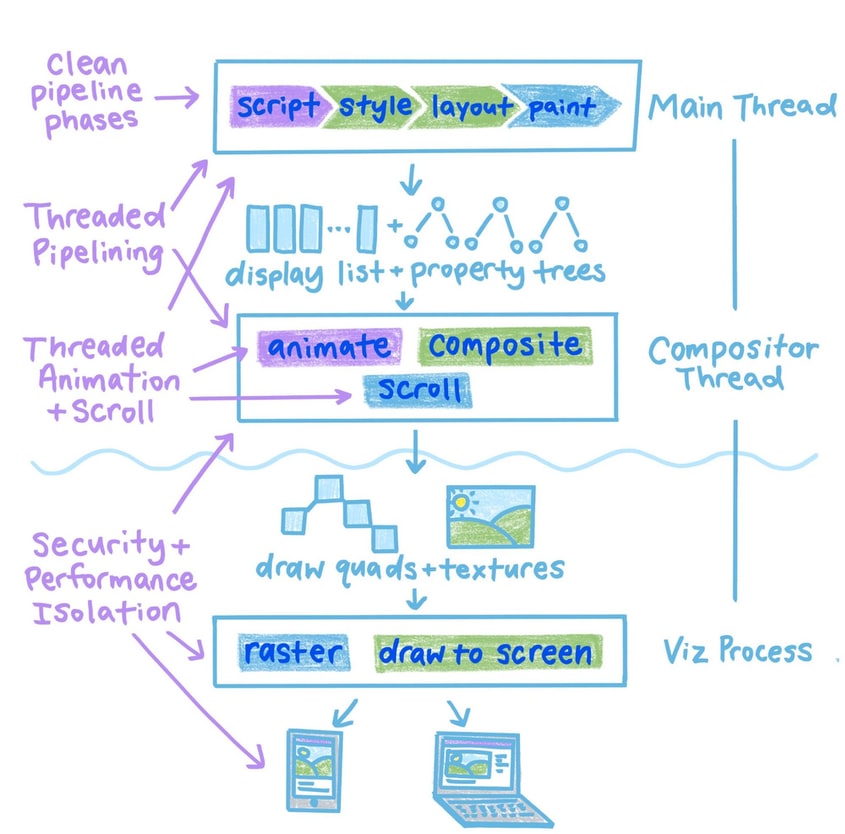 Clean
pipeline
phases
script style layout paint
Main Thread
Threaded
Pipelining
display list + property trees
Threaded
Animation
+ Scroll
animate composite
scroll
Compositor
Thread
Security +
Performance
Isolation
draw quads + textures
raster draw to screen
Viz Process